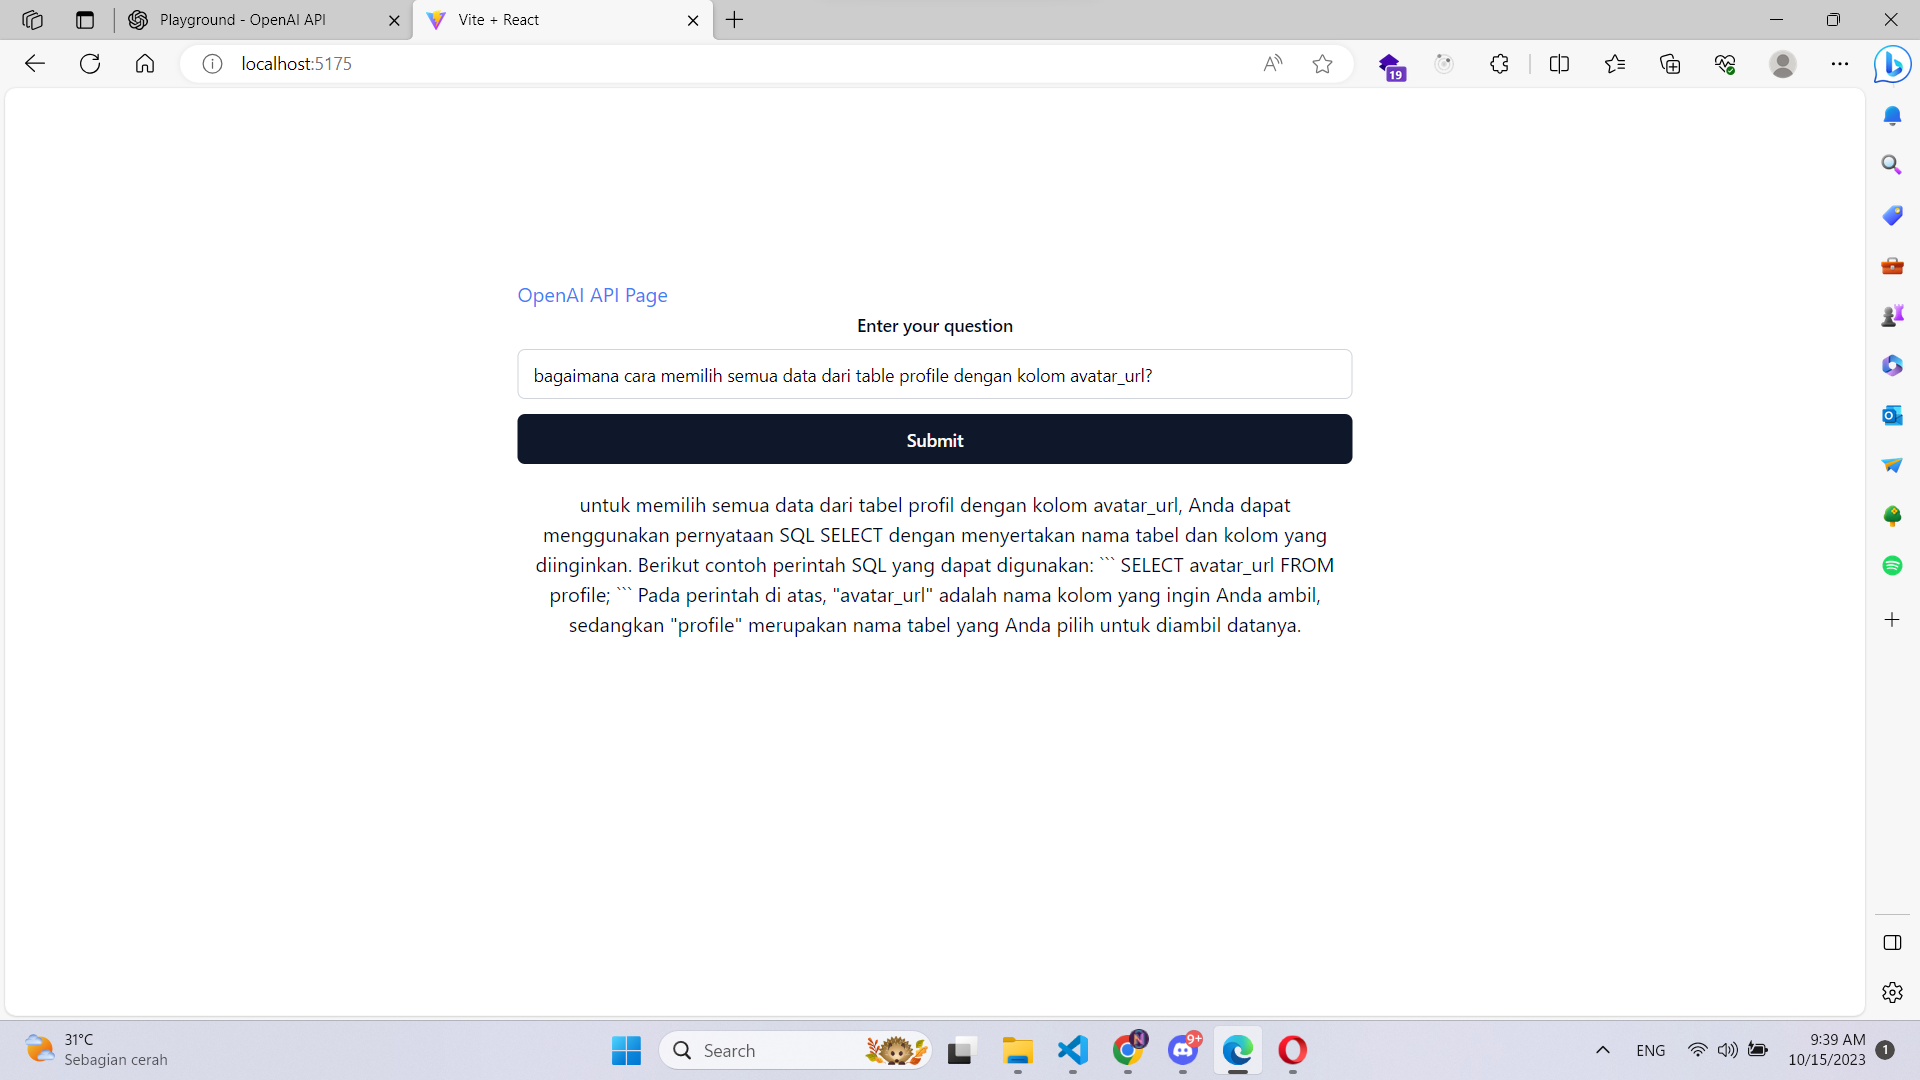 Playground - OpenAI API
Vite + React
localhost:5175
19
OpenAI API Page
Enter your question
bagaimana cara memilih semua data dari table profile dengan kolom avatar_url?
Submit
untuk memilih semua data dari tabel profil dengan kolom avatar_url, Anda dapat
menggunakan pernyataan SQL SELECT dengan menyertakan nama tabel dan kolom yang
diinginkan. Berikut contoh perintah SQL yang dapat digunakan: ``` SELECT avatar_url FROM
profile; ``` Pada perintah di atas, "avatar_url" adalah nama kolom yang ingin Anda ambil,
sedangkan "profile" merupakan nama tabel yang Anda pilih untuk diambil datanya.
31°C
Sebagian cerah
Search
N
9+
ENG
9:39 AM
10/15/2023
1